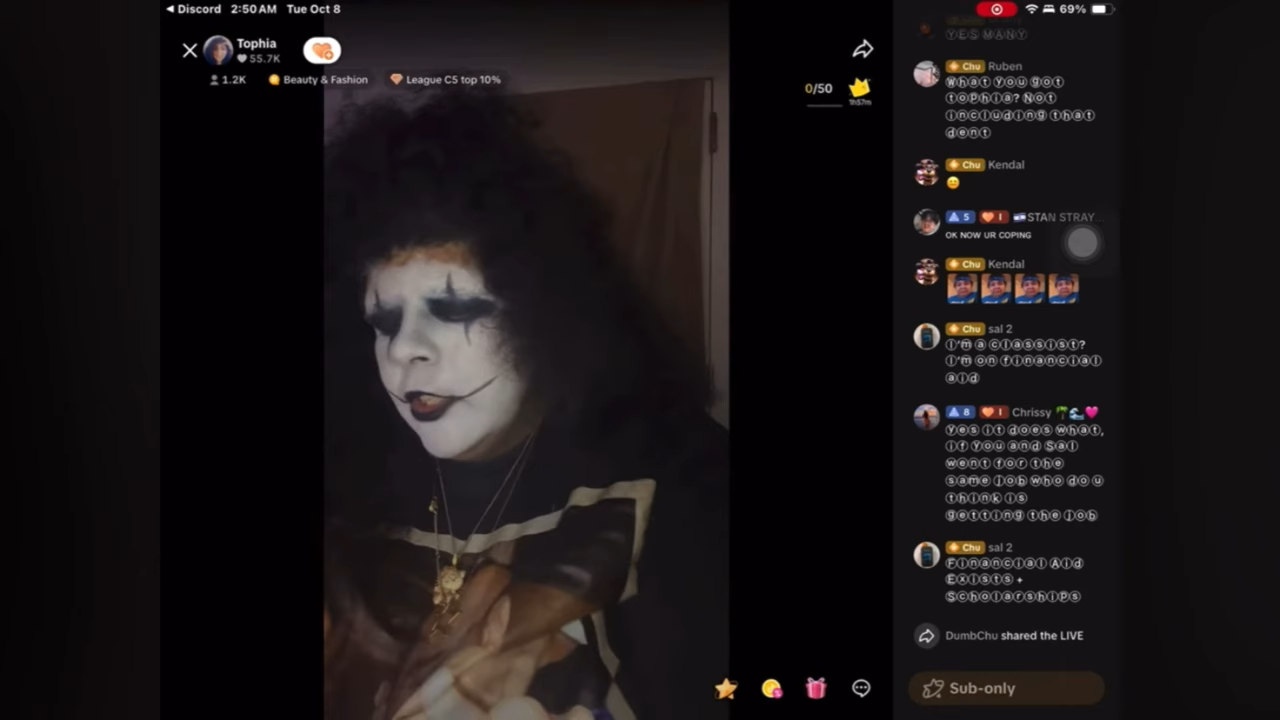 Discord 2:50 AM Tue Oct 8
69%
Tophia
55.7K
1.2K Beauty & Fashion League C5 top 10%
0/50
1h57m
YES MANY
Chu Ruben
What you got
tophia? Not
including that
dent
Chu Kendal
5 1 STAN STRAY...
OK NOW UR COPING
Chu Kendal
Chu sal 2
I'm a classist?
I'm on financial
aid
8 1 Chrissy
Yes it does what,
if you and Sal
went for the
same job who do u
think is
getting the job
Chu sal 2
Financial Aid
Exists +
Scholarships
DumbChu shared the LIVE
Sub-only